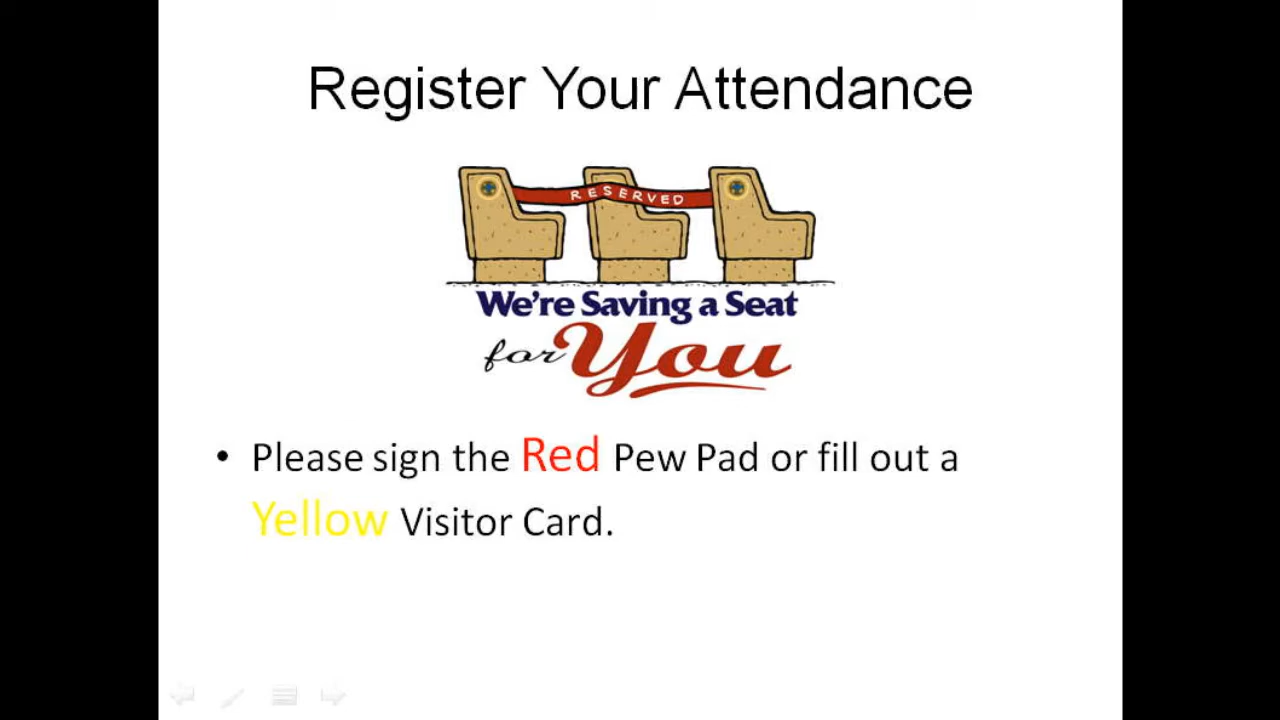 Register Your Attendance
RESERVED
We're Saving a Seat
for You
• Please sign the Red Pew Pad or fill out a
Yellow Visitor Card.